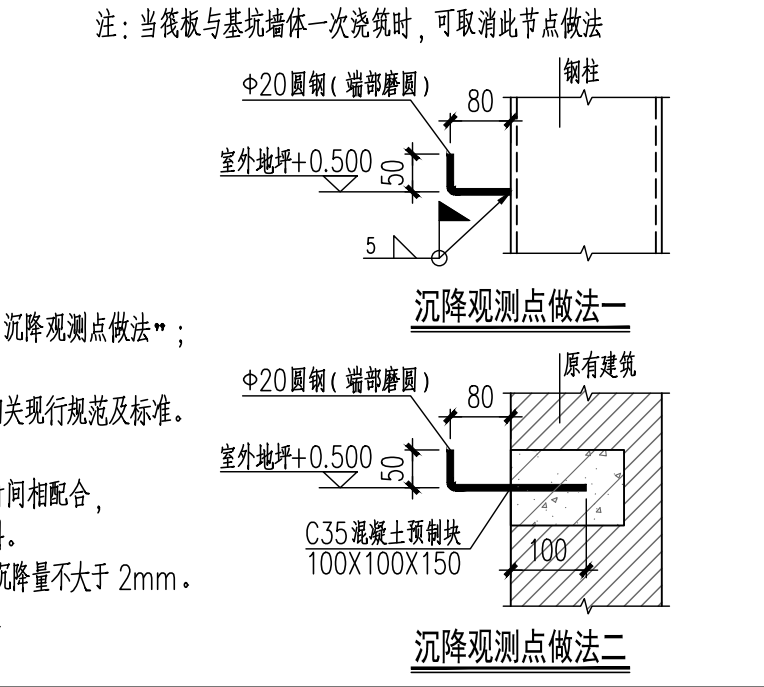 注：当筏板与基坑墙体一次浇筑时，可取消此节点做法
钢柱
Φ20圆钢（端部磨圆）
80
室外地坪+0.500
50
5
沉降观测点做法一
沉降观测点做法"；
原有建筑
Φ20圆钢（端部磨圆）
80
关现行规范及标准。
室外地坪+0.500
50
间相配合，
C35混凝土预制块
100X100X150
100
沉降量不大于 2mm。
沉降观测点做法二